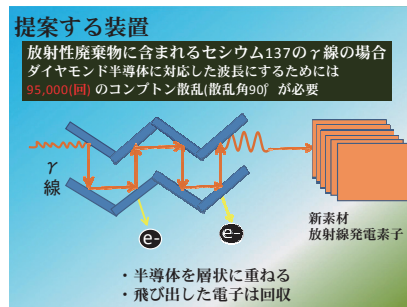 提案する装置
放射性廃棄物に含まれるセシウム137のγ線の場合
ダイヤモンド半導体に対応した波長にするためには
95,000(回) のコンプトン散乱(散乱角90゜が必要
γ
線
e-
e-
新素材
放射線発電素子
・半導体を層状に重ねる
・飛び出した電子は回収